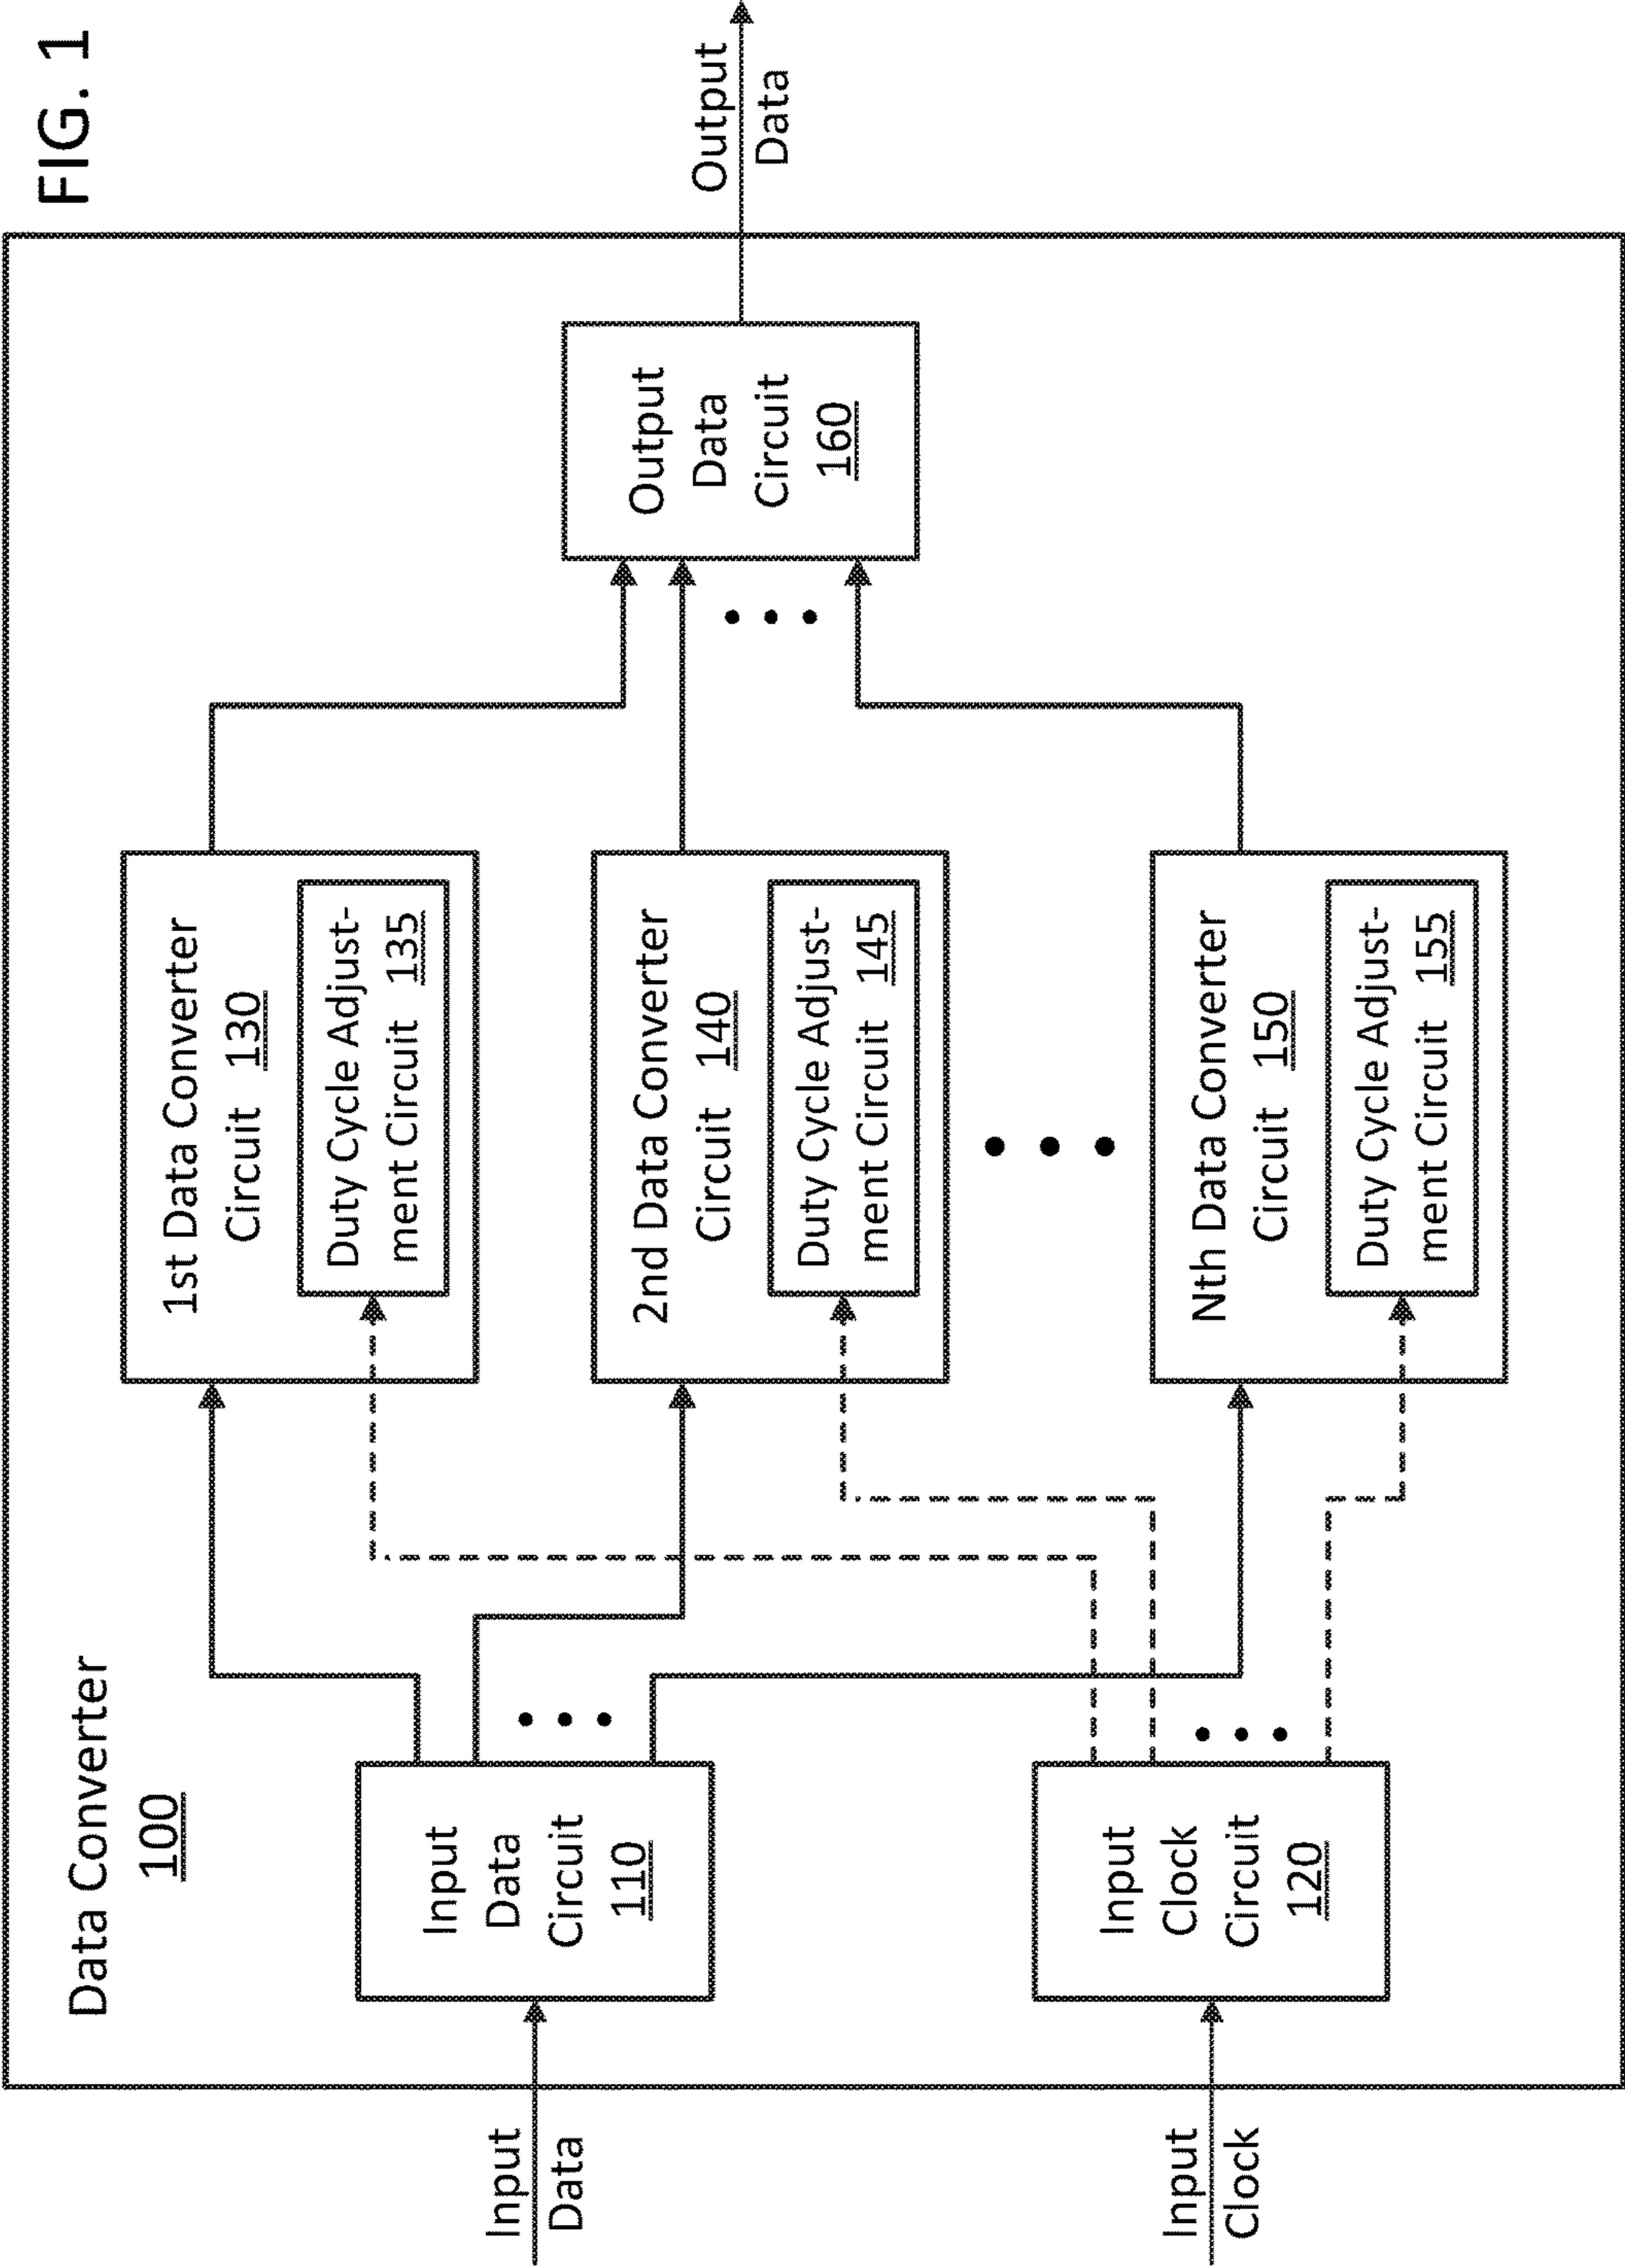 FIG. 1
Data Converter
100
Input
Data
Input
Data
Circuit
110
Input
Clock
Input
Clock
Circuit
120
1st Data Converter
Circuit 130
Duty Cycle Adjust-
ment Circuit 135
2nd Data Converter
Circuit 140
Duty Cycle Adjust-
ment Circuit 145
Nth Data Converter
Circuit 150
Duty Cycle Adjust-
ment Circuit 155
Output
Data
Circuit
160
Output
Data